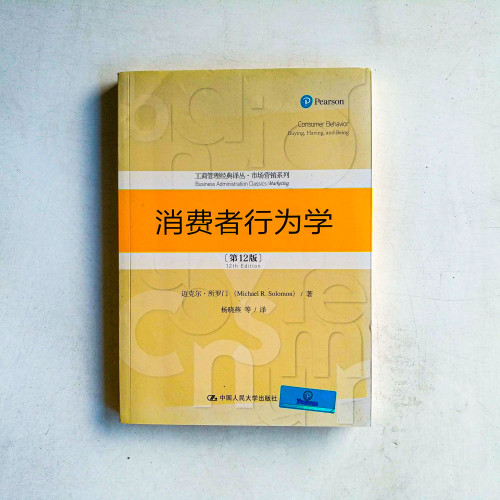 Pearson
Consumer Behavior
Buying, Having, and Being
工商管理经典译丛·市场营销系列
Business Administration Classics/Marketing
消费者行为学
[第12版]
12th Edition
迈克尔·所罗门 (Michael R. Solomon) / 著
杨晓燕 等/译
中国人民大学出版社